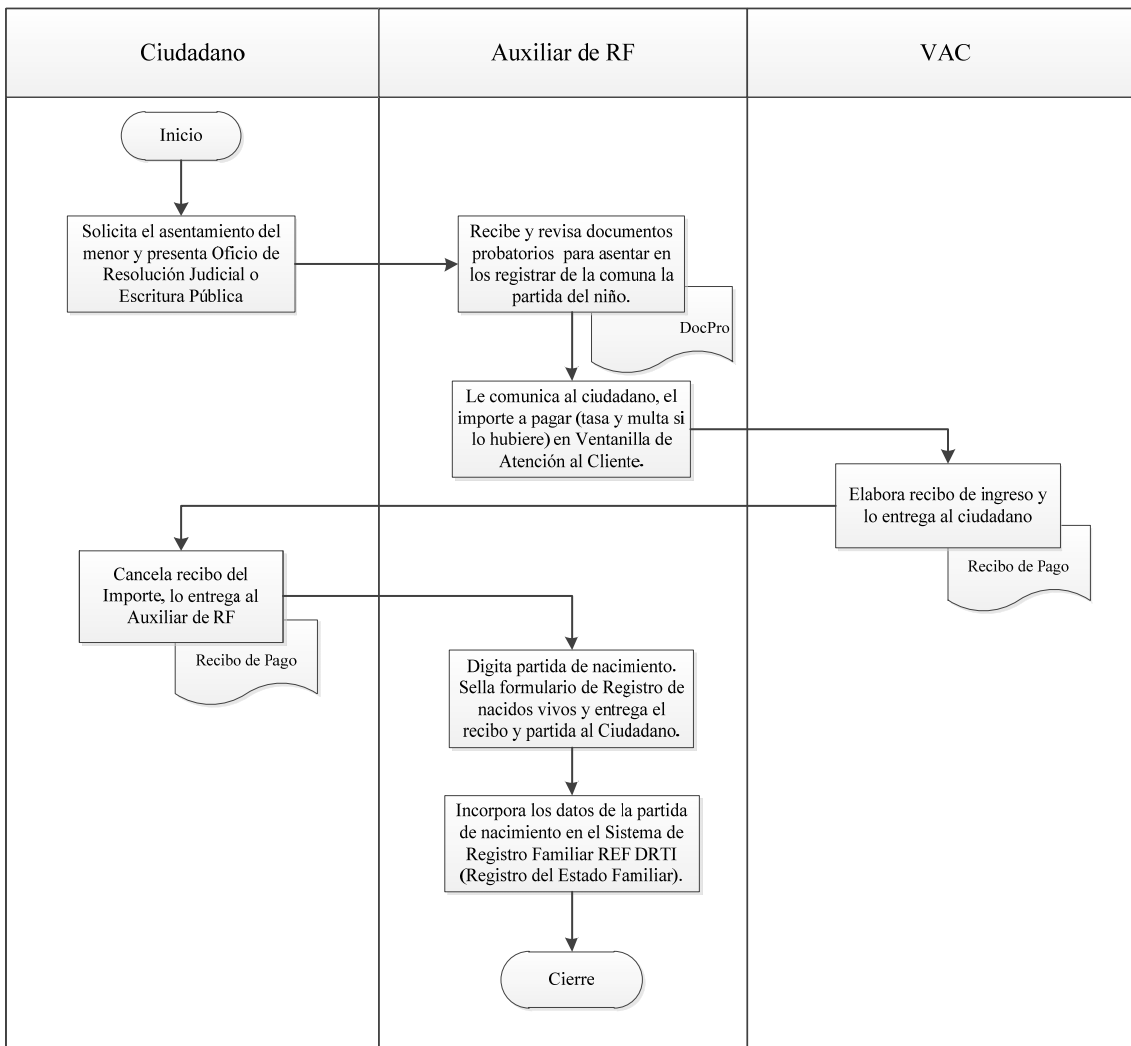 Ciudadano
Auxiliar de RF
VAC
Inicio
Solicita el asentamiento del
menor y presenta Oficio de
Resolución Judicial o
Escritura Pública
Recibe y revisa documentos
probatorios para asentar en
los registrar de la comuna la
partida del niño.
DocPro
Le comunica al ciudadano, el
importe a pagar (tasa y multa si
lo hubiere) en Ventanilla de
Atención al Cliente.
Elabora recibo de ingreso y
lo entrega al ciudadano
Recibo de Pago
Cancela recibo del
Importe, lo entrega al
Auxiliar de RF
Recibo de Pago
Digita partida de nacimiento.
Sella formulario de Registro de
nacidos vivos y entrega el
recibo y partida al Ciudadano.
Incorpora los datos de la partida
de nacimiento en el Sistema de
Registro Familiar REF DRTI
(Registro del Estado Familiar).
Cierre